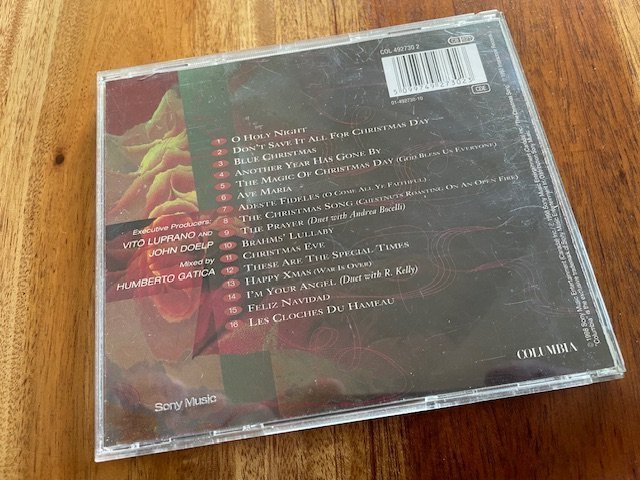 COL 492730 2
5 099749 273023
01-492730-10
CDE
1 O HOLY NIGHT
2 DON'T SAVE IT ALL FOR CHRISTMAS DAY
3 BLUE CHRISTMAS
4 ANOTHER YEAR HAS GONE BY
5 THE MAGIC OF CHRISTMAS DAY (GOD BLESS US EVERYONE)
6 AVE MARIA
7 ADESTE FIDELES (O COME ALL YE FAITHFUL)
8 THE CHRISTMAS SONG (CHESTNUTS ROASTING ON AN OPEN FIRE)
9 THE PRAYER (Duet with Andrea Bocelli)
10 BRAHMS' LULLABY
11 CHRISTMAS EVE
12 THESE ARE THE SPECIAL TIMES
13 HAPPY XMAS (WAR IS OVER)
14 I'M YOUR ANGEL (Duet with R. Kelly)
15 FELIZ NAVIDAD
16 LES CLOCHES DU HAMEAU
Executive Producers:
VITO LUPRANO AND
JOHN DOELP
Mixed by
HUMBERTO GATICA
Sony Music
COLUMBIA